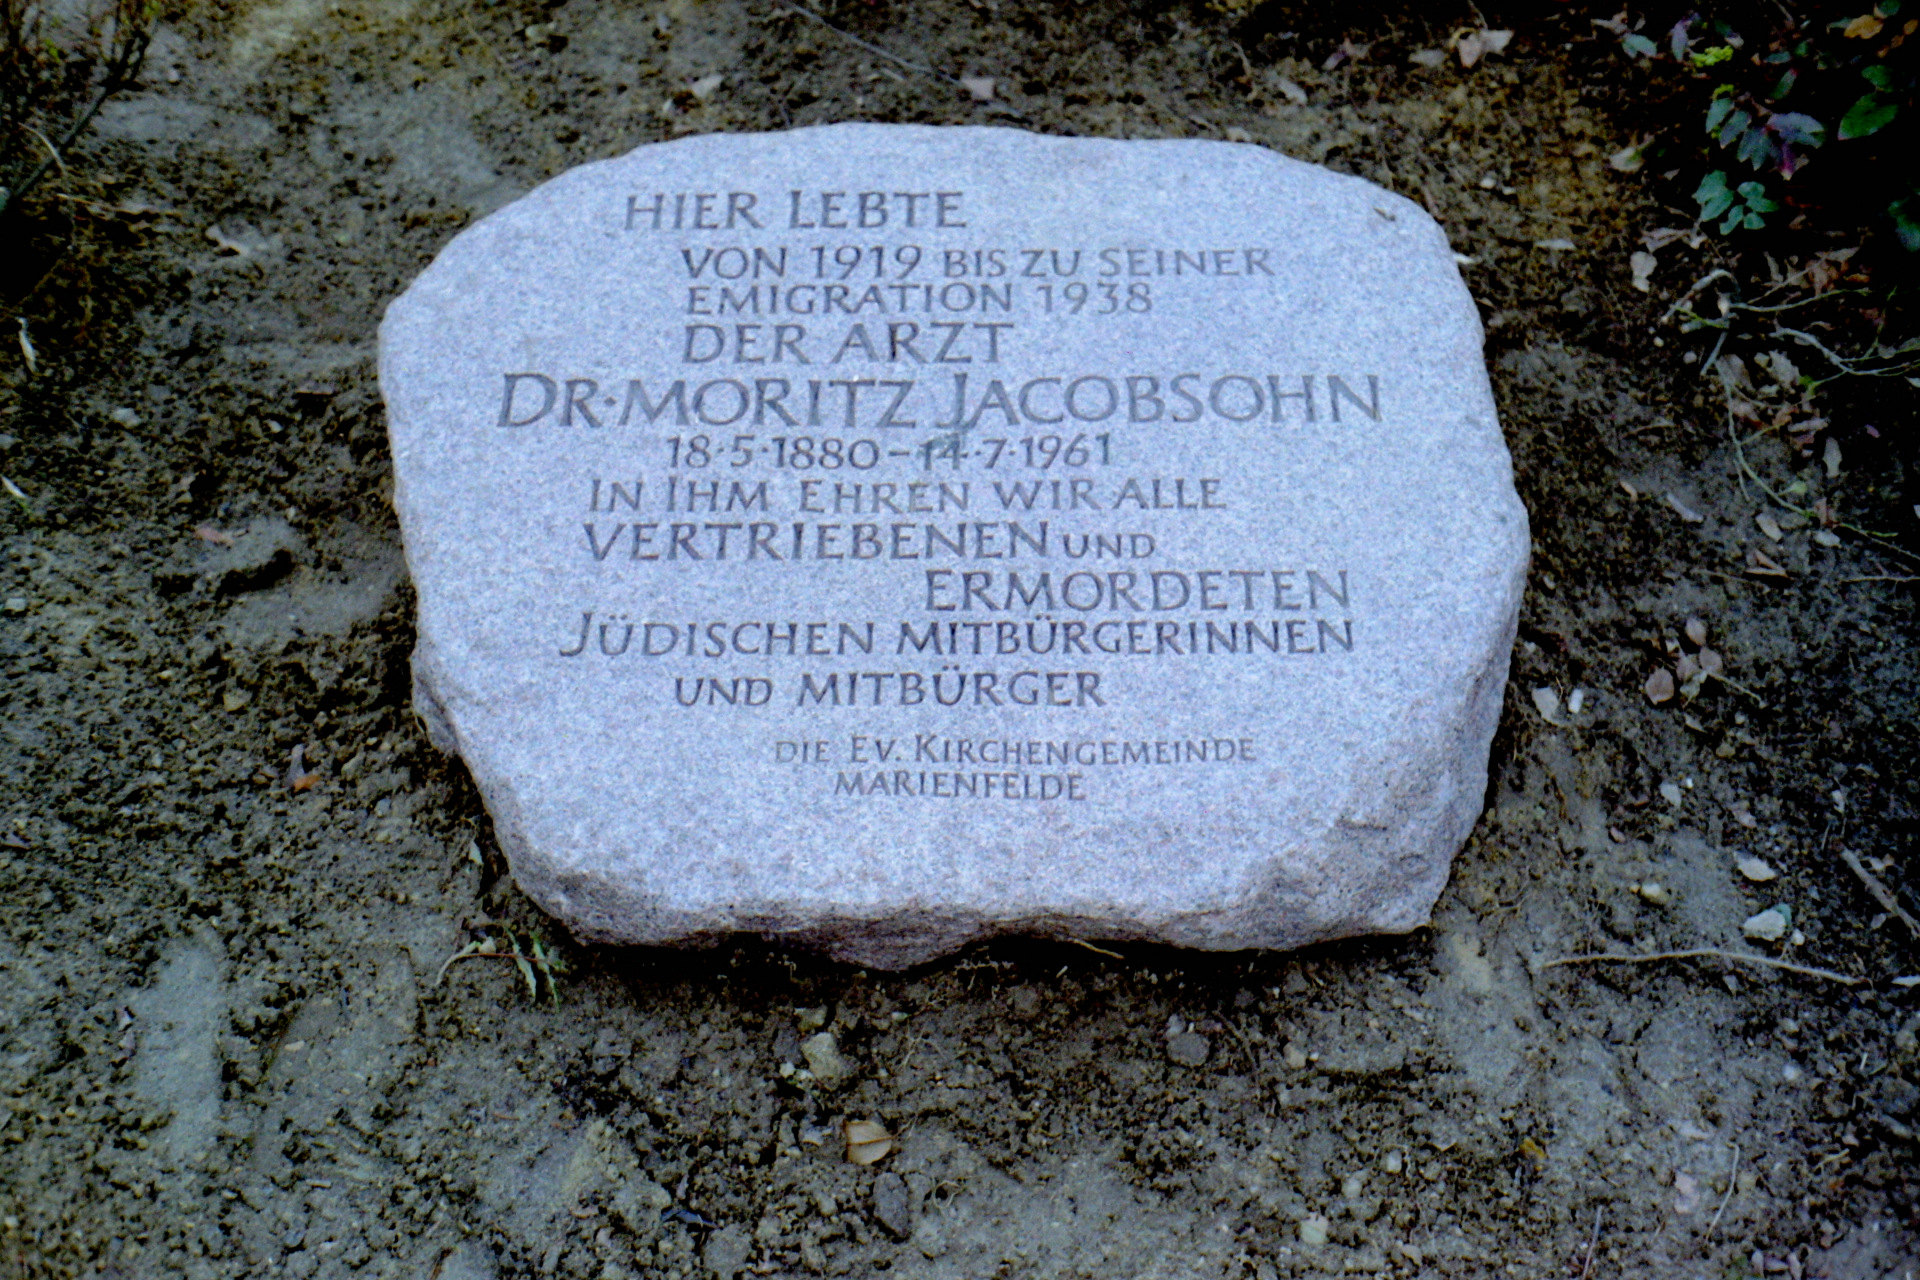 HIER LEBTE
VON 1919 BIS ZU SEINER
EMIGRATION 1938
DER ARZT
DR·MORITZ JACOBSOHN
18·5·1880–14·7·1961
IN IHM EHREN WIR ALLE
VERTRIEBENEN UND
ERMORDETEN
JÜDISCHEN MITBÜRGERINNEN
UND MITBÜRGER
DIE EV. KIRCHENGEMEINDE
MARIENFELDE